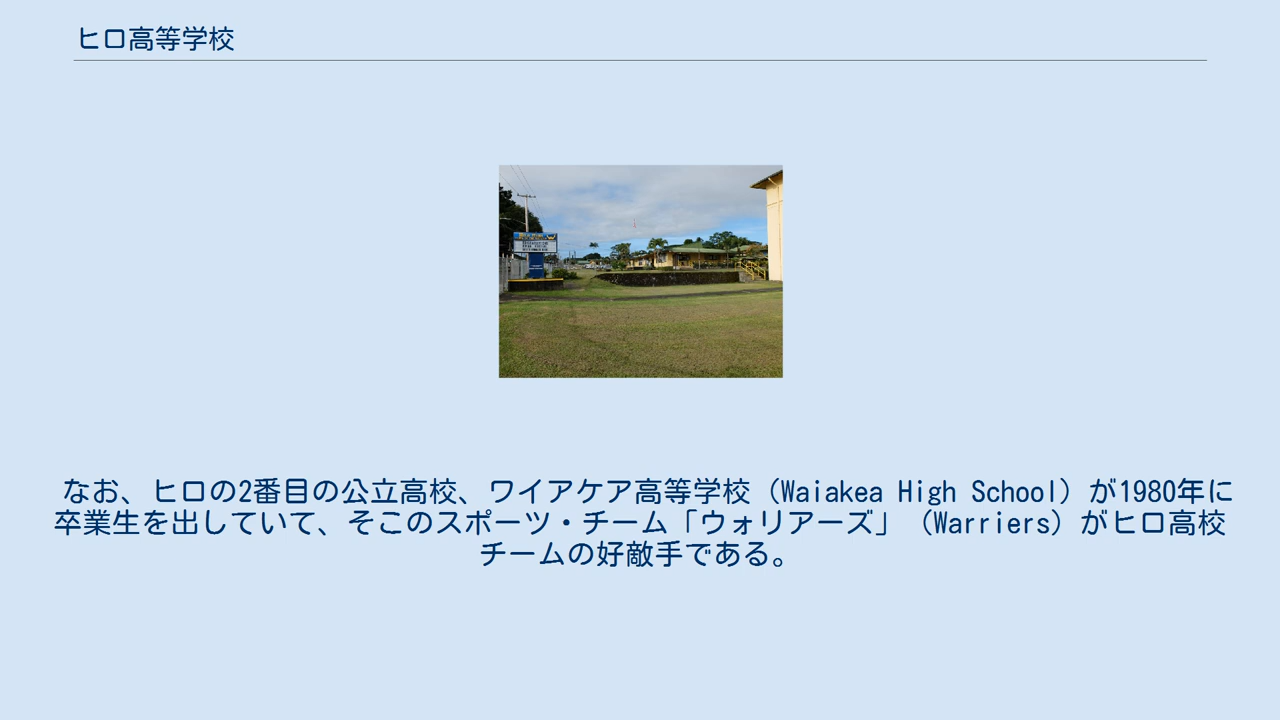 ヒロ高等学校
なお、ヒロの2番目の公立高校、ワイアケア高等学校（Waiakea High School）が1980年に
卒業生を出していて、そこのスポーツ・チーム「ウォリアーズ」（Warriers）がヒロ高校
チームの好敵手である。